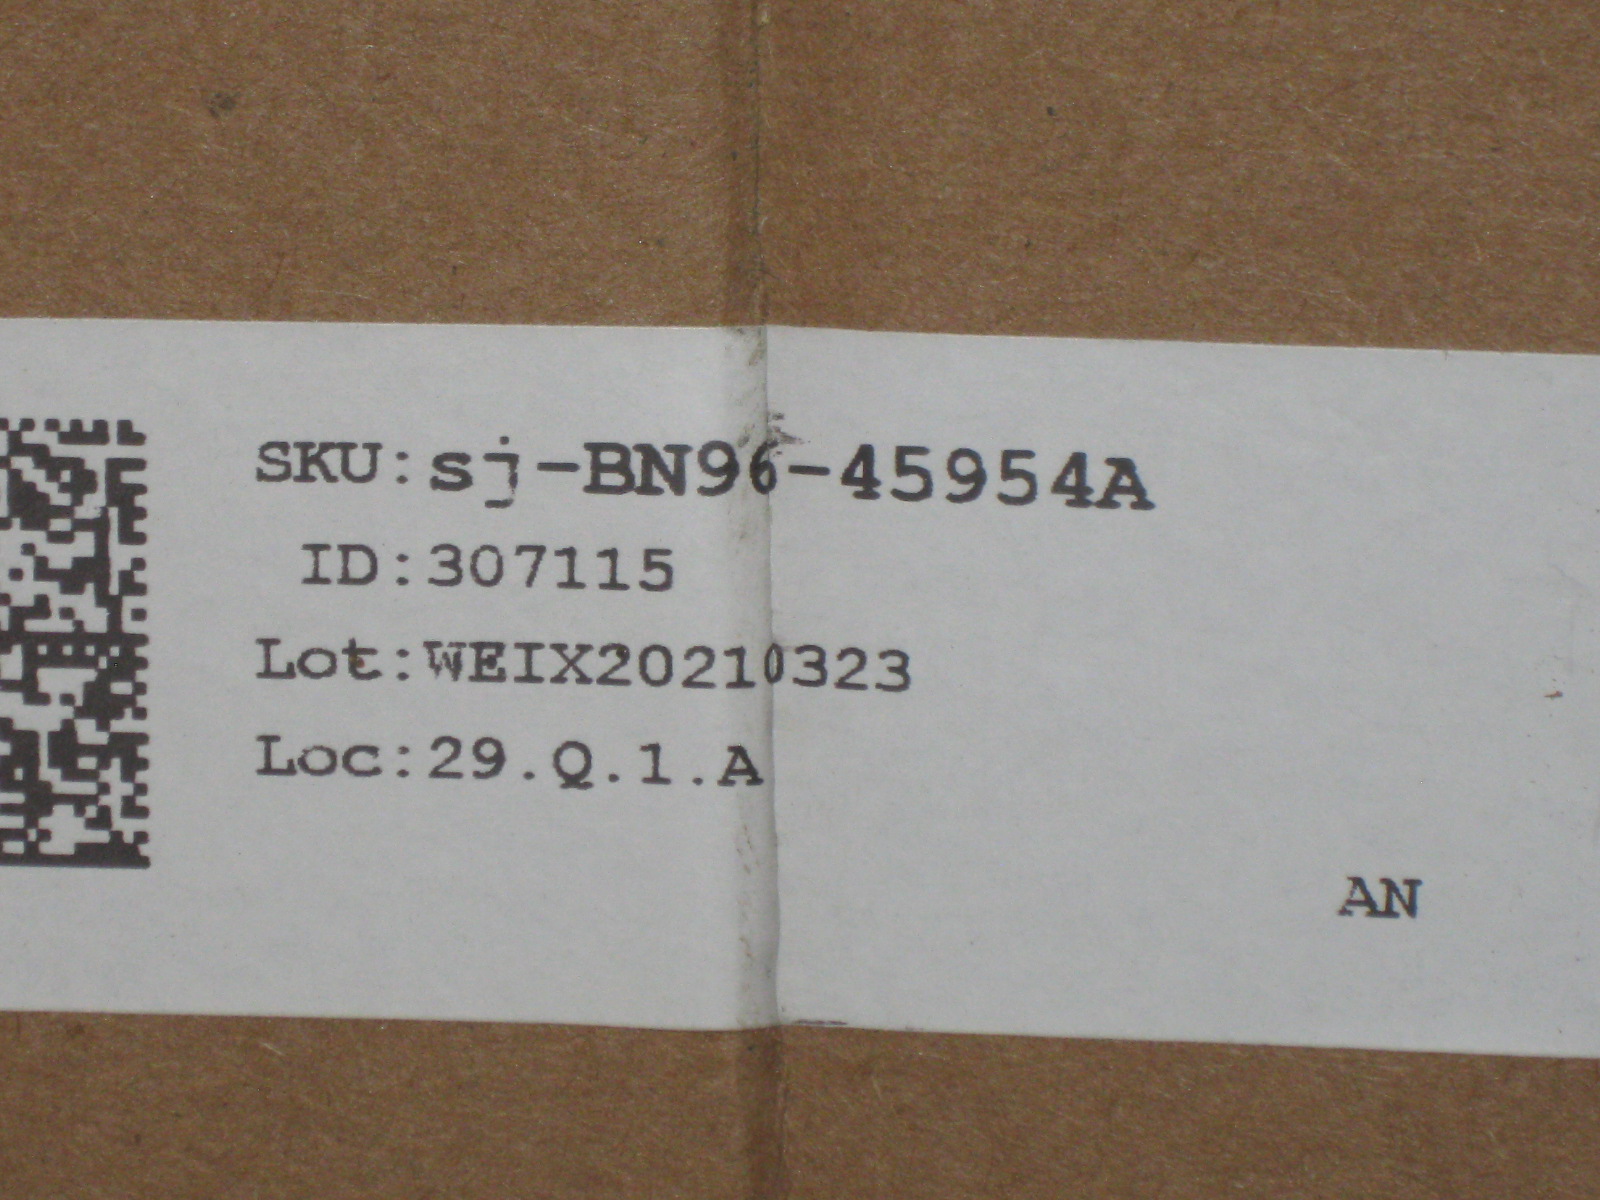 SKU:sj-BN96-45954A
ID:307115
Lot:WEIX20210323
Loc:29.Q.1.A
AN